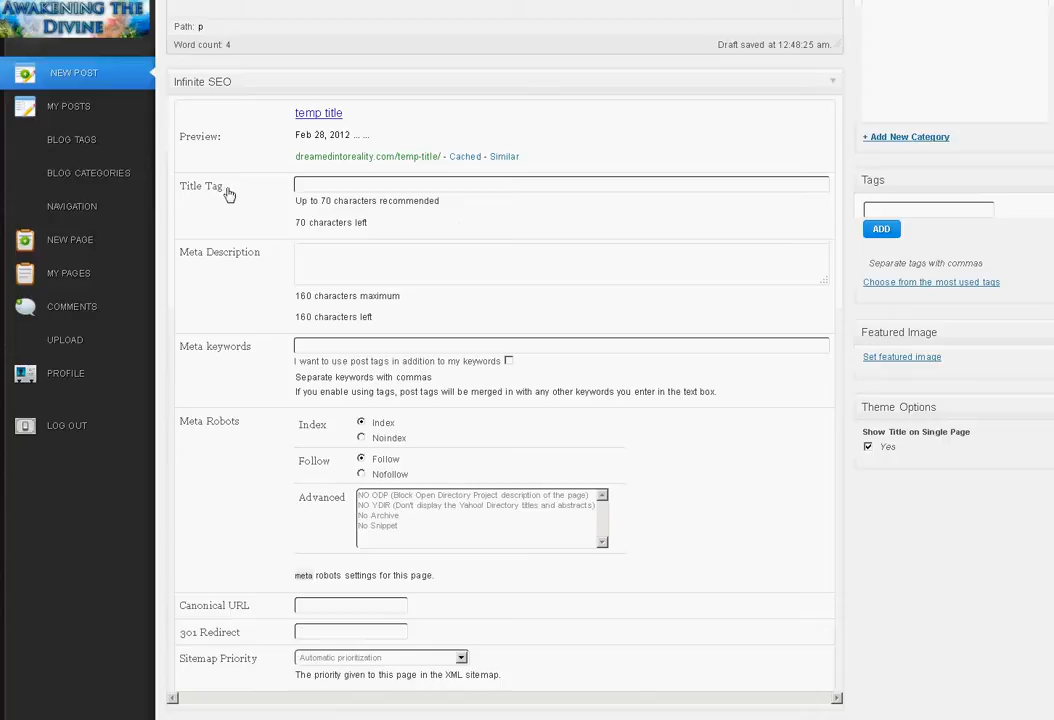 AWAKENING THE
DIVINE
NEW POST
MY POSTS
BLOG TAGS
BLOG CATEGORIES
NAVIGATION
NEW PAGE
MY PAGES
COMMENTS
UPLOAD
PROFILE
LOG OUT
Path: p
Word count: 4
Draft saved at 12:48:25 am.
Infinite SEO
Preview:
temp title
Feb 28, 2012 ... ...
dreamedintoreality.com/temp-title/ - Cached - Similar
Title Tag
Up to 70 characters recommended
70 characters left
Meta Description
160 characters maximum
160 characters left
Meta keywords
I want to use post tags in addition to my keywords
Separate keywords with commas
If you enable using tags, post tags will be merged in with any other keywords you enter in the text box.
Meta Robots
Index
Index
Noindex
Follow
Follow
Nofollow
Advanced
NO ODP (Block Open Directory Project description of the page)
NO YDIR (Don't display the Yahoo! Directory titles and abstracts)
No Archive
No Snippet
meta robots settings for this page.
Canonical URL
301 Redirect
Sitemap Priority
Automatic prioritization
The priority given to this page in the XML sitemap.
+ Add New Category
Tags
ADD
Separate tags with commas
Choose from the most used tags
Featured Image
Set featured image
Theme Options
Show Title on Single Page
Yes